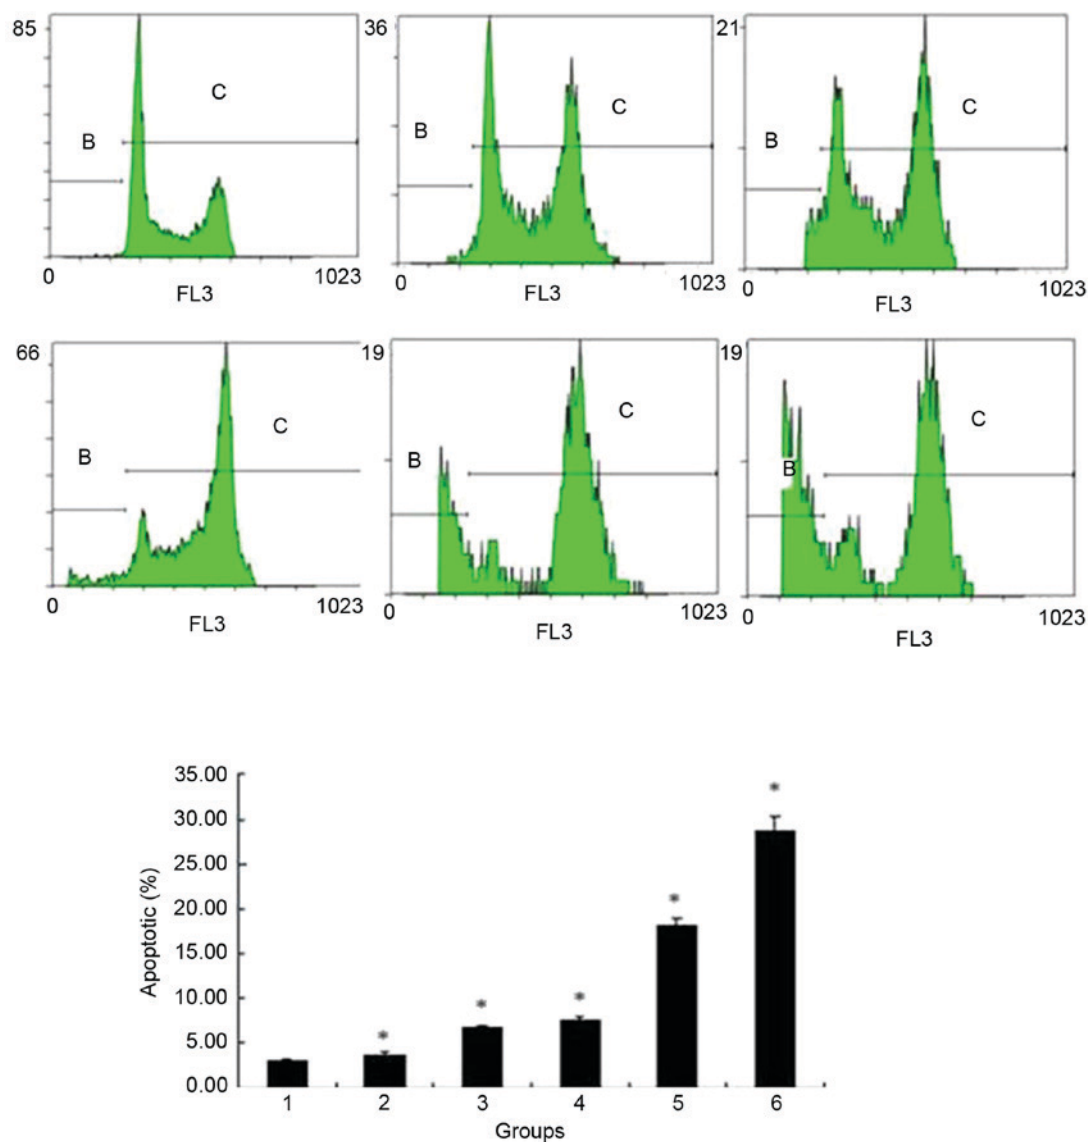 85
B
C
0
1023
FL3
36
B
C
0
1023
FL3
21
B
C
0
1023
FL3
66
B
C
0
1023
FL3
19
B
C
0
1023
FL3
19
B
C
0
1023
FL3
Apoptotic (%)
35.00
30.00
25.00
20.00
15.00
10.00
5.00
0.00
* * * * *
1 2 3 4 5 6
Groups